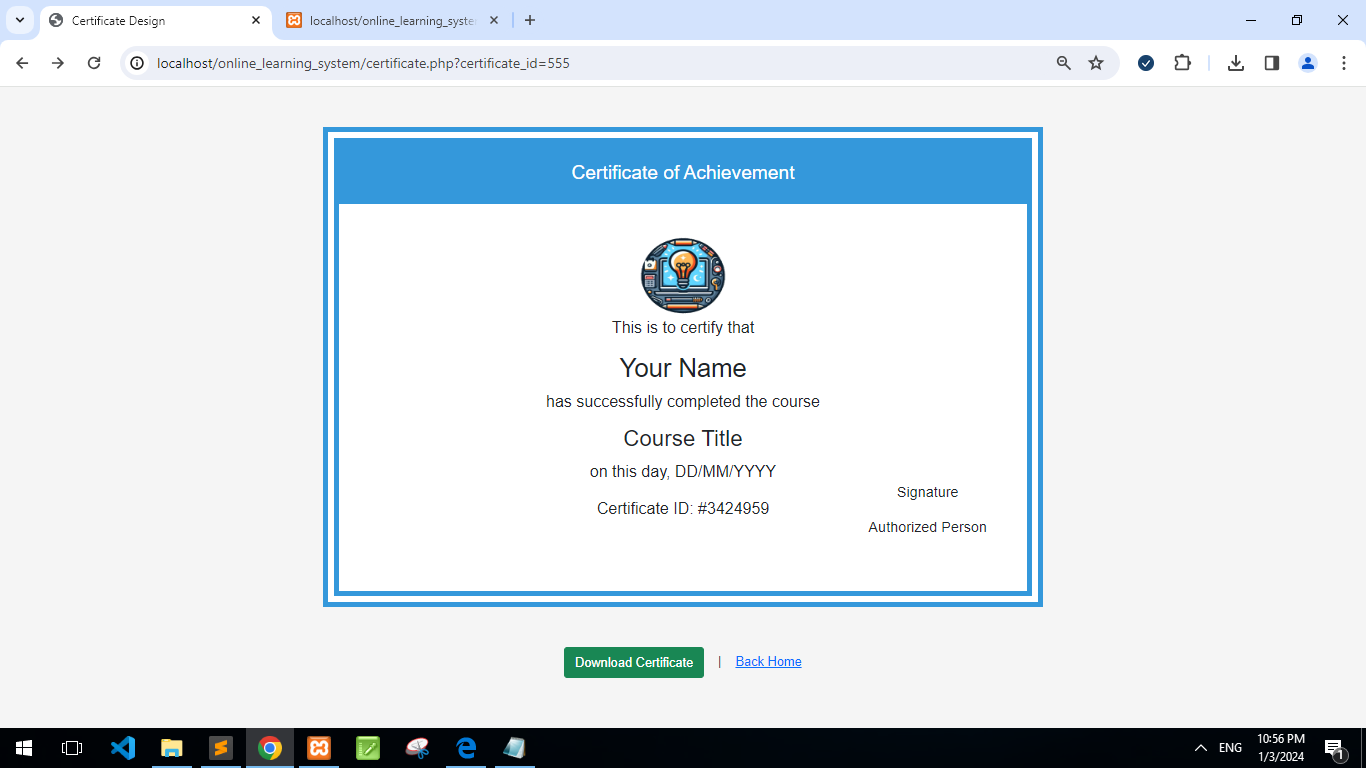 Certificate Design
localhost/online_learning_syste
localhost/online_learning_system/certificate.php?certificate_id=555
Certificate of Achievement
This is to certify that
Your Name
has successfully completed the course
Course Title
on this day, DD/MM/YYYY
Signature
Certificate ID: #3424959
Authorized Person
Download Certificate | Back Home
ENG
10:56 PM
1/3/2024
1